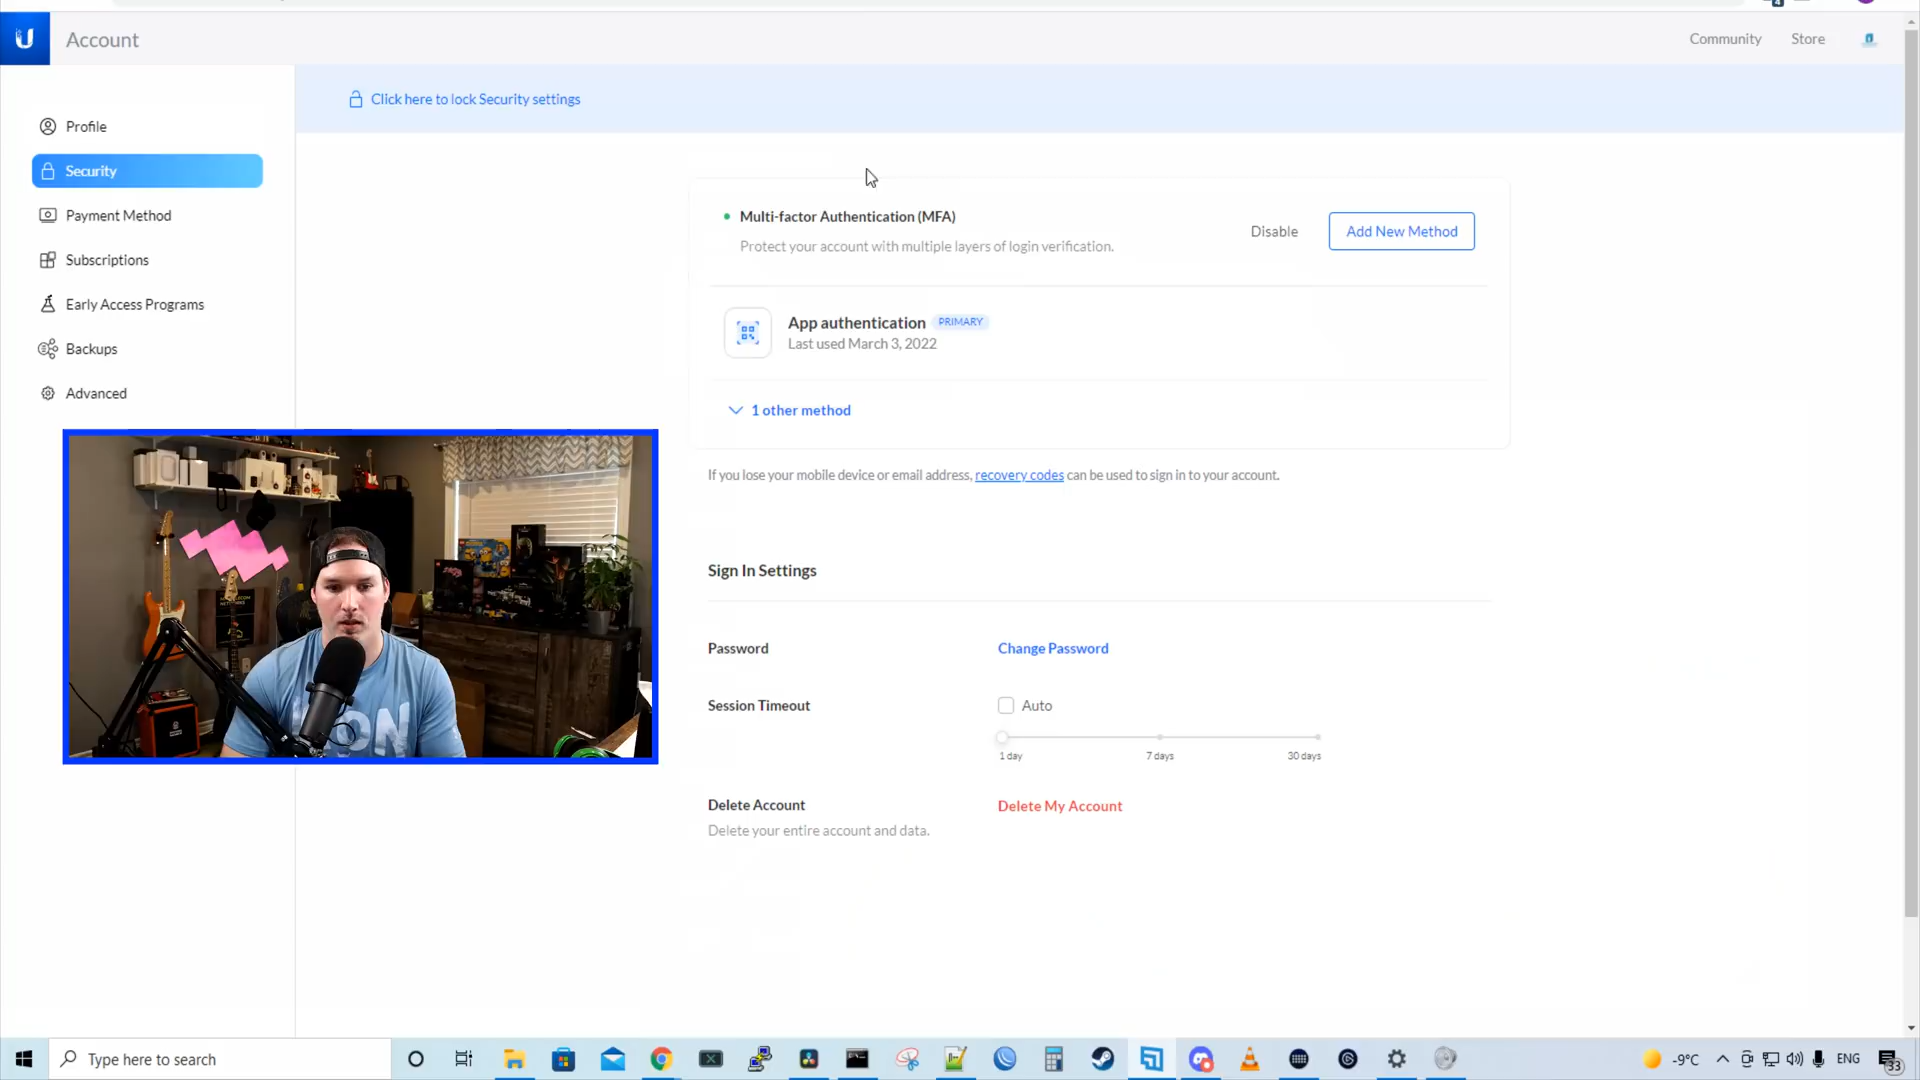 Account
Community
Store
Click here to lock Security settings
Profile
Security
Payment Method
Subscriptions
Early Access Programs
Backups
Advanced
Multi-factor Authentication (MFA)
Protect your account with multiple layers of login verification.
Disable
Add New Method
App authentication PRIMARY
Last used March 3, 2022
1 other method
If you lose your mobile device or email address, recovery codes can be used to sign in to your account.
Sign In Settings
Password
Change Password
Session Timeout
Auto
1 day
7 days
30 days
Delete Account
Delete My Account
Delete your entire account and data.
Type here to search
-9°C
ENG
33